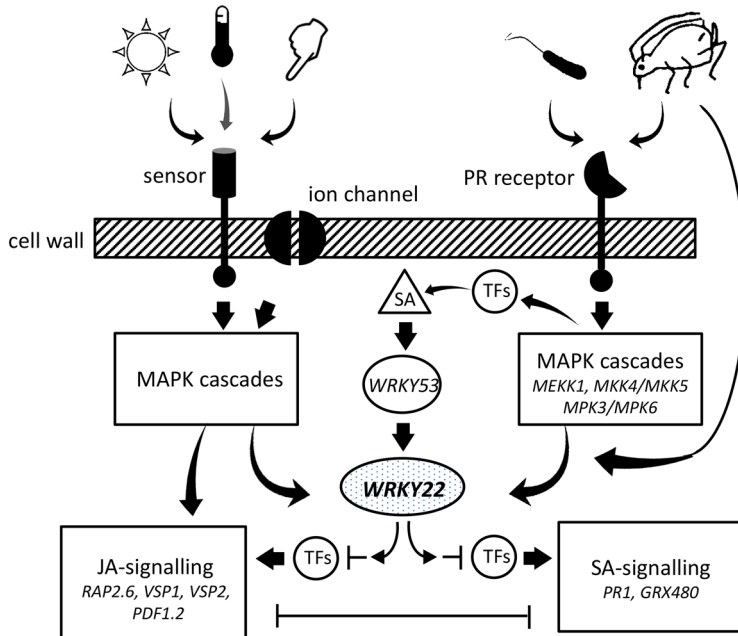 sensor
ion channel
PR receptor
cell wall
SA
TFs
MAPK cascades
WRKY53
MAPK cascades
MEKK1, MKK4/MKK5
MPK3/MPK6
WRKY22
JA-signalling
RAP2.6, VSP1, VSP2,
PDF1.2
TFs
TFs
SA-signalling
PR1, GRX480